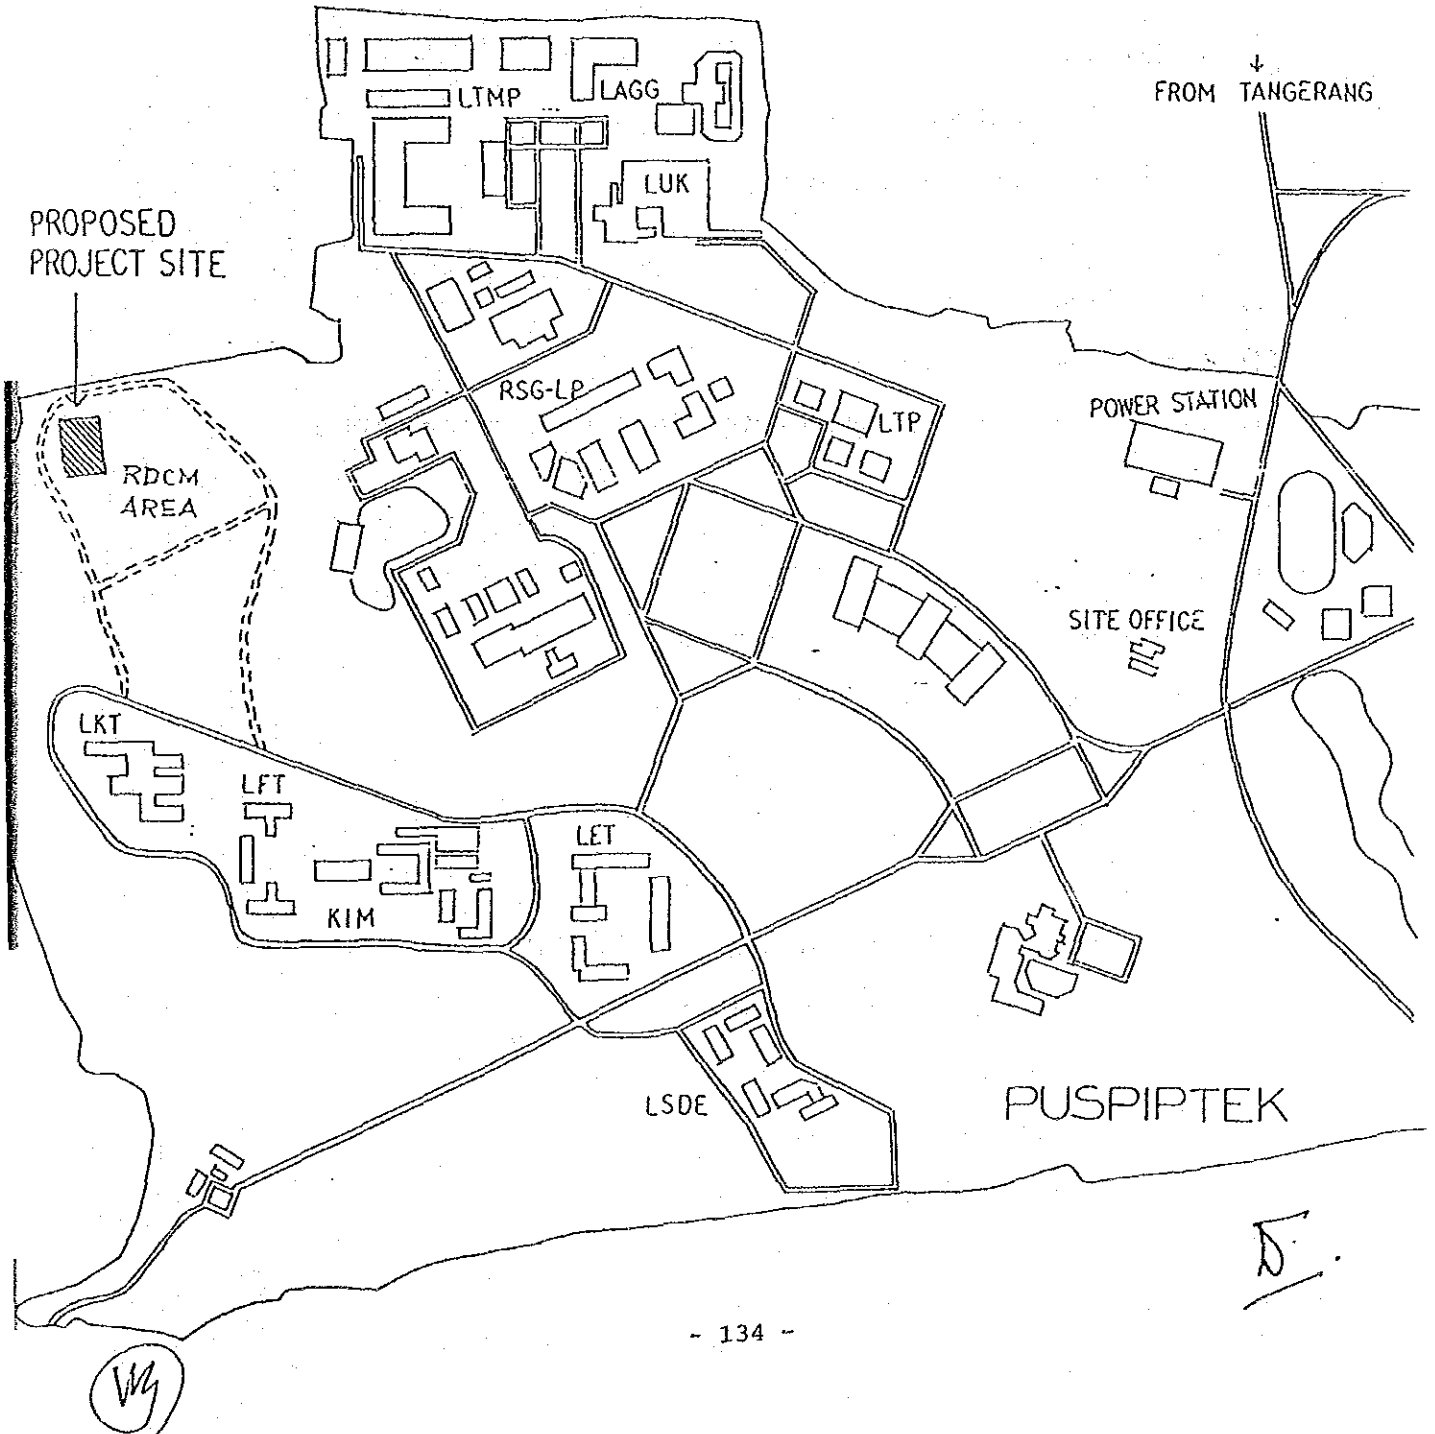 FROM TANGERANG
LTMP
LAGG
LUK
PROPOSED
PROJECT SITE
RSG-LP
LTP
POWER STATION
RDCM
AREA
SITE OFFICE
LKT
LFT
LET
KIM
LSDE
PUSPIPTEK
- 134 -